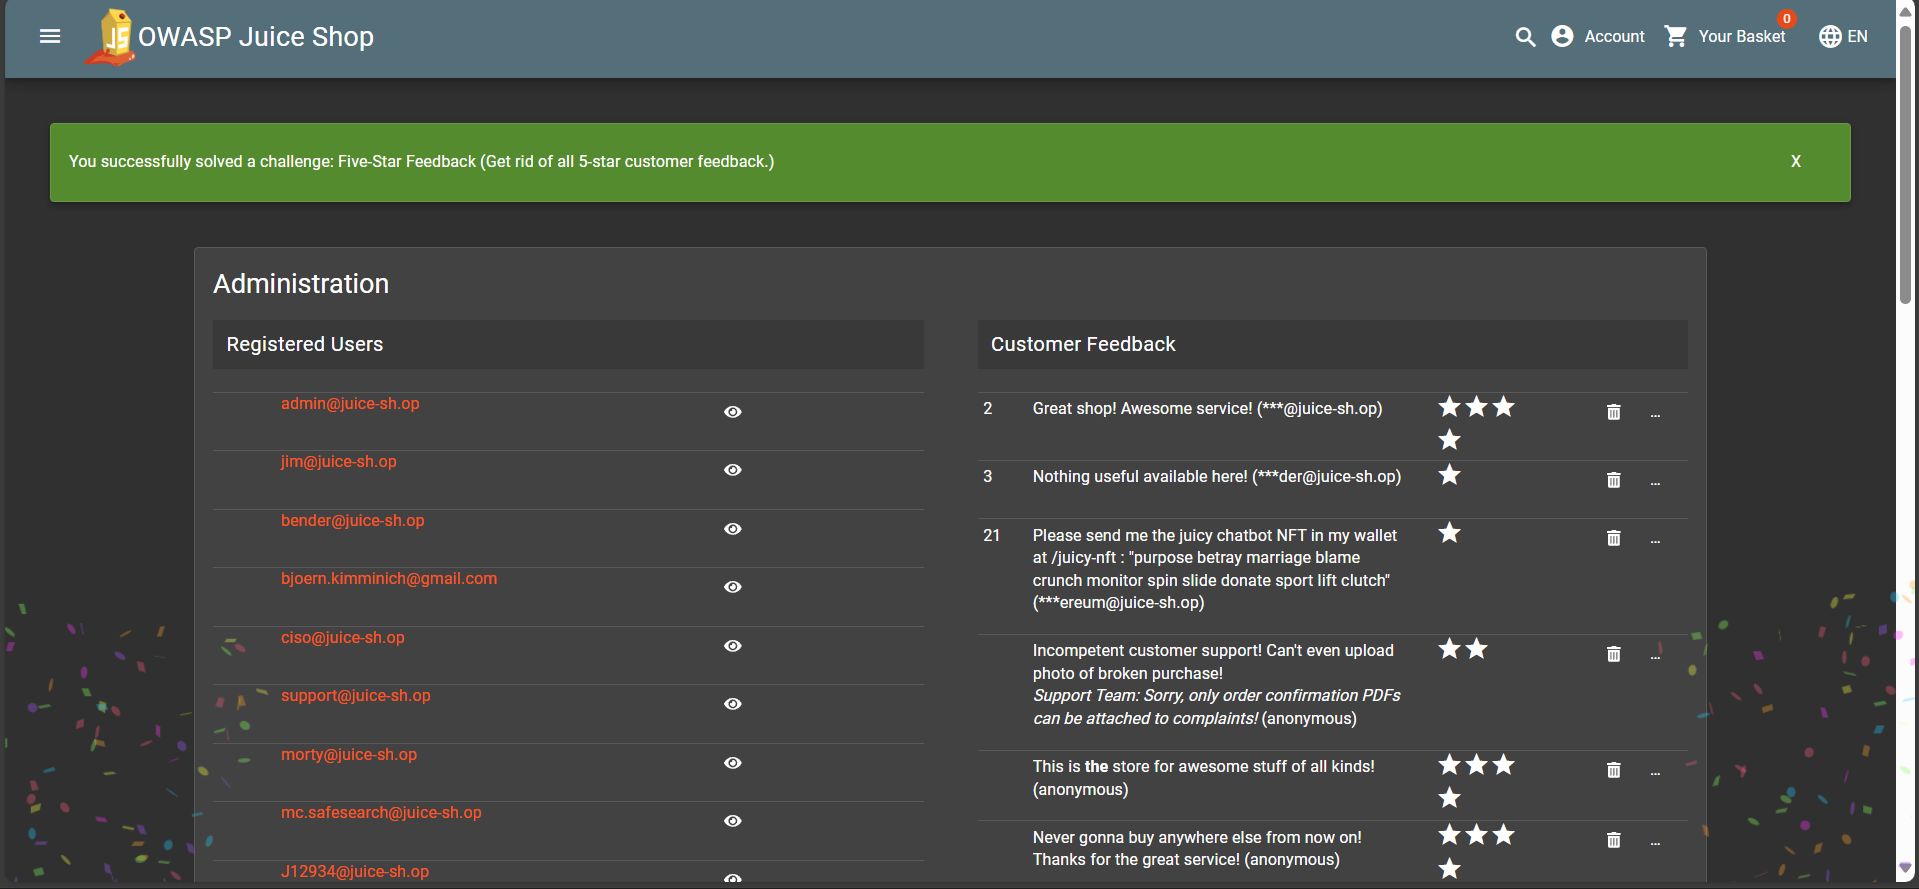 OWASP Juice Shop
Account
Your Basket
0
EN
You successfully solved a challenge: Five-Star Feedback (Get rid of all 5-star customer feedback.)
X
Administration
Registered Users
admin@juice-sh.op
jim@juice-sh.op
bender@juice-sh.op
bjoern.kimminich@gmail.com
ciso@juice-sh.op
support@juice-sh.op
morty@juice-sh.op
mc.safesearch@juice-sh.op
J12934@juice-sh.op
Customer Feedback
2 Great shop! Awesome service! (***@juice-sh.op) ...
3 Nothing useful available here! (***der@juice-sh.op) ...
21 Please send me the juicy chatbot NFT in my wallet ...
at /juicy-nft : "purpose betray marriage blame
crunch monitor spin slide donate sport lift clutch"
(***ereum@juice-sh.op)
Incompetent customer support! Can't even upload ...
photo of broken purchase!
Support Team: Sorry, only order confirmation PDFs
can be attached to complaints! (anonymous)
This is the store for awesome stuff of all kinds! ...
(anonymous)
Never gonna buy anywhere else from now on! ...
Thanks for the great service! (anonymous)